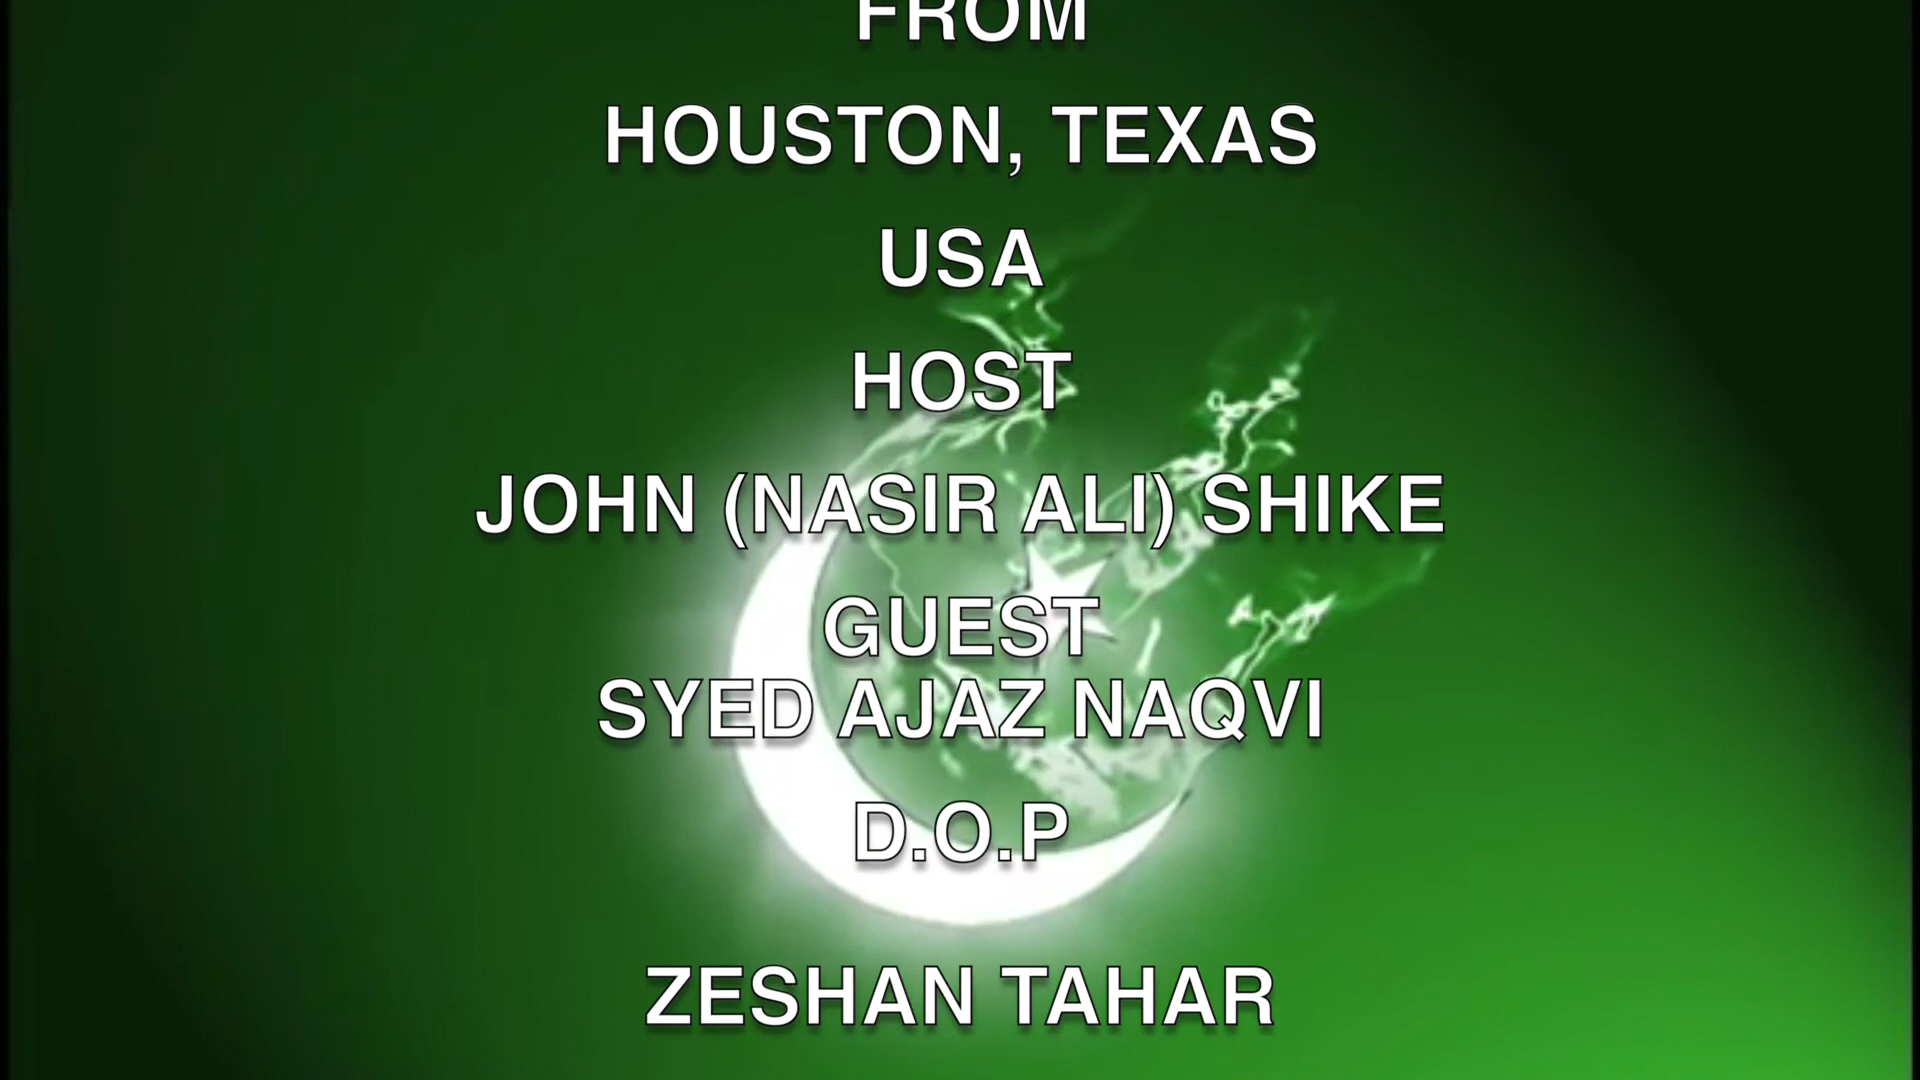 FROM
HOUSTON, TEXAS
USA
HOST
JOHN (NASIR ALI) SHIKE
GUEST
SYED AJAZ NAQVI
D.O.P
ZESHAN TAHAR